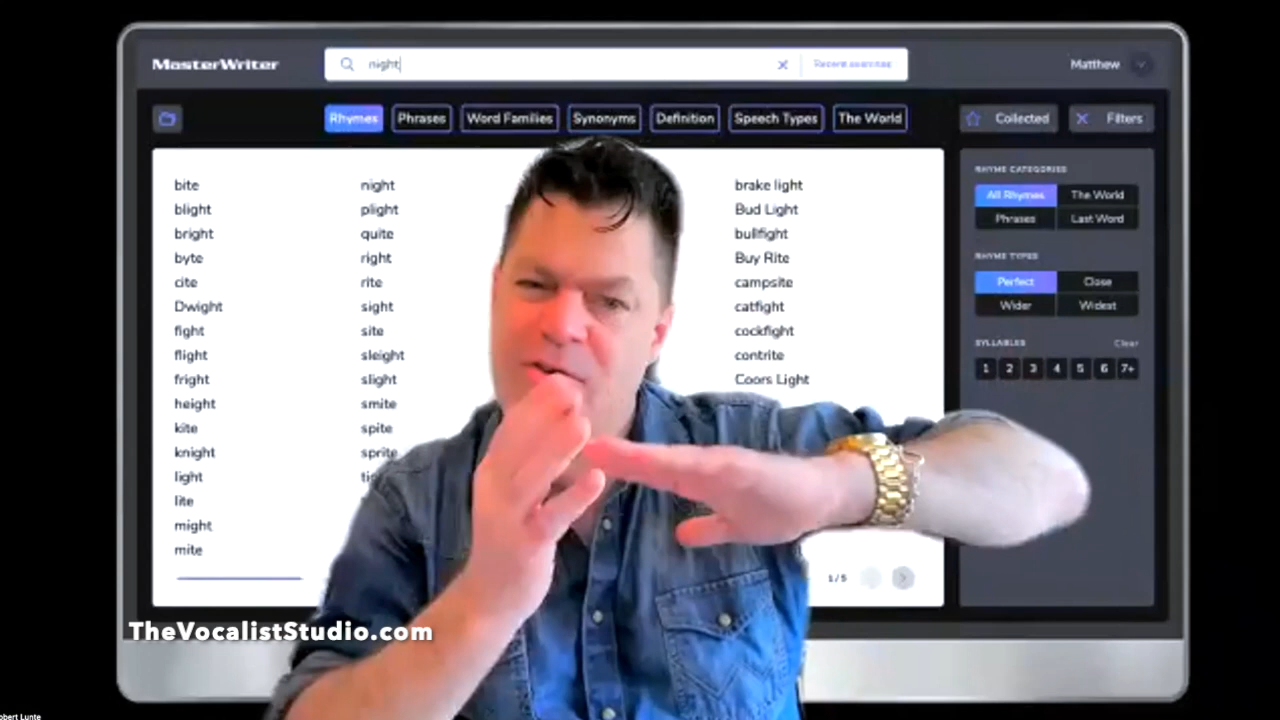 MasterWriter
night
Recent searches
Matthew
Rhymes
Phrases
Word Families
Synonyms
Definition
Speech Types
The World
Collected
Filters
bite
blight
bright
byte
cite
Dwight
fight
flight
fright
height
kite
knight
light
lite
might
mite
night
plight
quite
right
rite
sight
site
sleight
slight
smite
spite
sprite
brake light
Bud Light
bullfight
Buy Rite
campsite
catfight
cockfight
contrite
Coors Light
1/5
RHYME CATEGORIES
All Rhymes
The World
Phrases
Last Word
RHYME TYPES
Perfect
Close
Wider
Widest
SYLLABLES
Clear
1 2 3 4 5 6 7+
TheVocalistStudio.com
obert Lunte